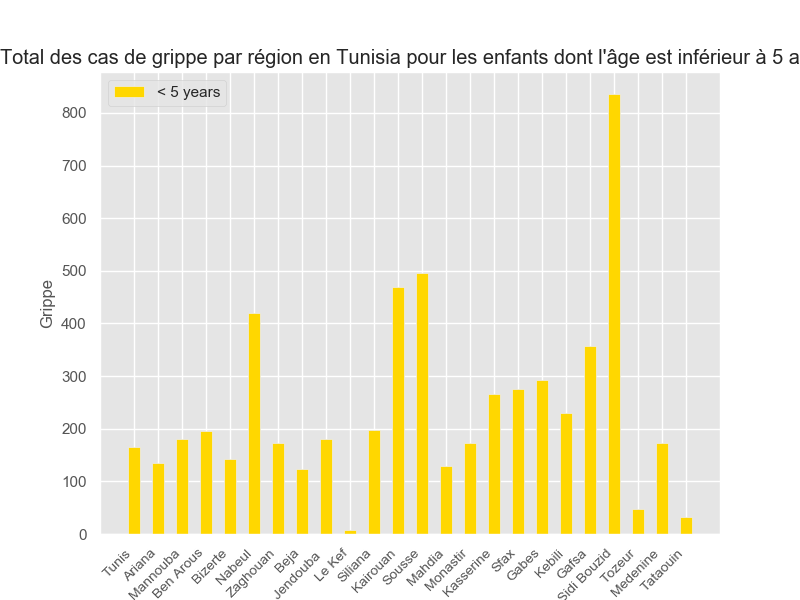 Total des cas de grippe par région en Tunisia pour les enfants dont l'âge est inférieur à 5 a
< 5 years
Grippe
800
700
600
500
400
300
200
100
0
Tunis
Ariana
Mannouba
Ben Arous
Bizerte
Nabeul
Zaghouan
Beja
Jendouba
Le Kef
Siliana
Kairouan
Sousse
Mahdia
Monastir
Kasserine
Sfax
Gabes
Kebili
Gafsa
Sidi Bouzid
Tozeur
Medenine
Tataouin